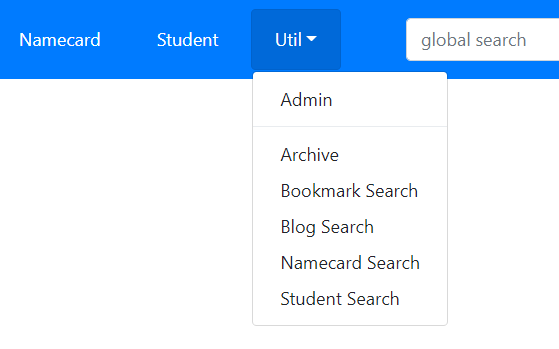 Namecard Student Util global search
Admin
Archive
Bookmark Search
Blog Search
Namecard Search
Student Search